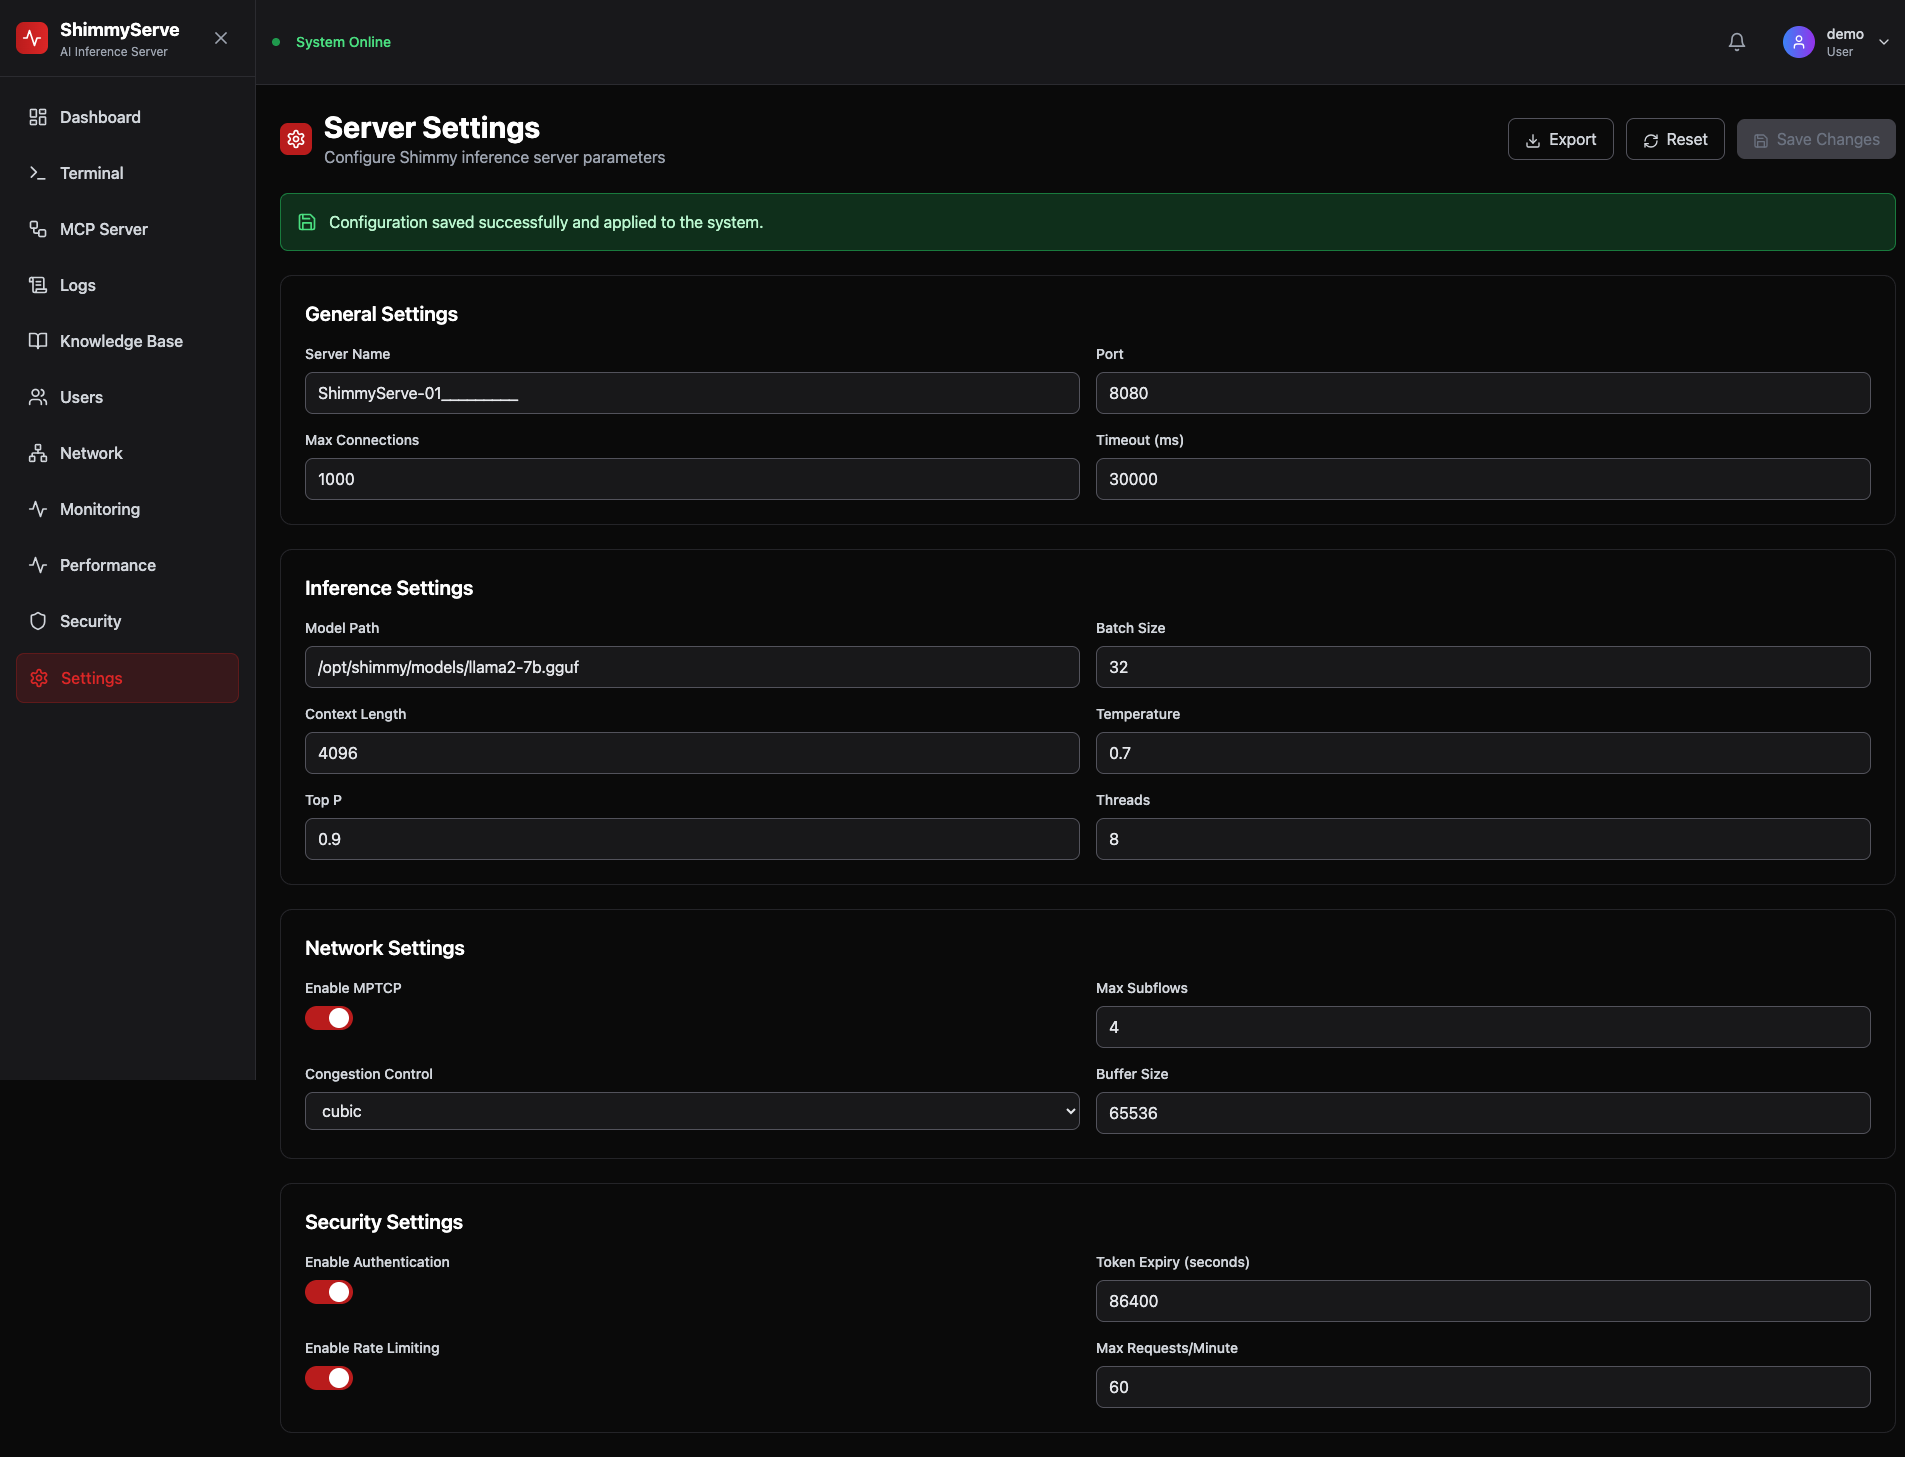 ShimmyServe
AI Inference Server
System Online
demo
User
Dashboard
Terminal
MCP Server
Logs
Knowledge Base
Users
Network
Monitoring
Performance
Security
Settings
Server Settings
Configure Shimmy inference server parameters
Export
Reset
Save Changes
Configuration saved successfully and applied to the system.
General Settings
Server Name
Port
ShimmyServe-01_________
8080
Max Connections
Timeout (ms)
1000
30000
Inference Settings
Model Path
Batch Size
/opt/shimmy/models/llama2-7b.gguf
32
Context Length
Temperature
4096
0.7
Top P
Threads
0.9
8
Network Settings
Enable MPTCP
Max Subflows
4
Congestion Control
Buffer Size
cubic
65536
Security Settings
Enable Authentication
Token Expiry (seconds)
86400
Enable Rate Limiting
Max Requests/Minute
60